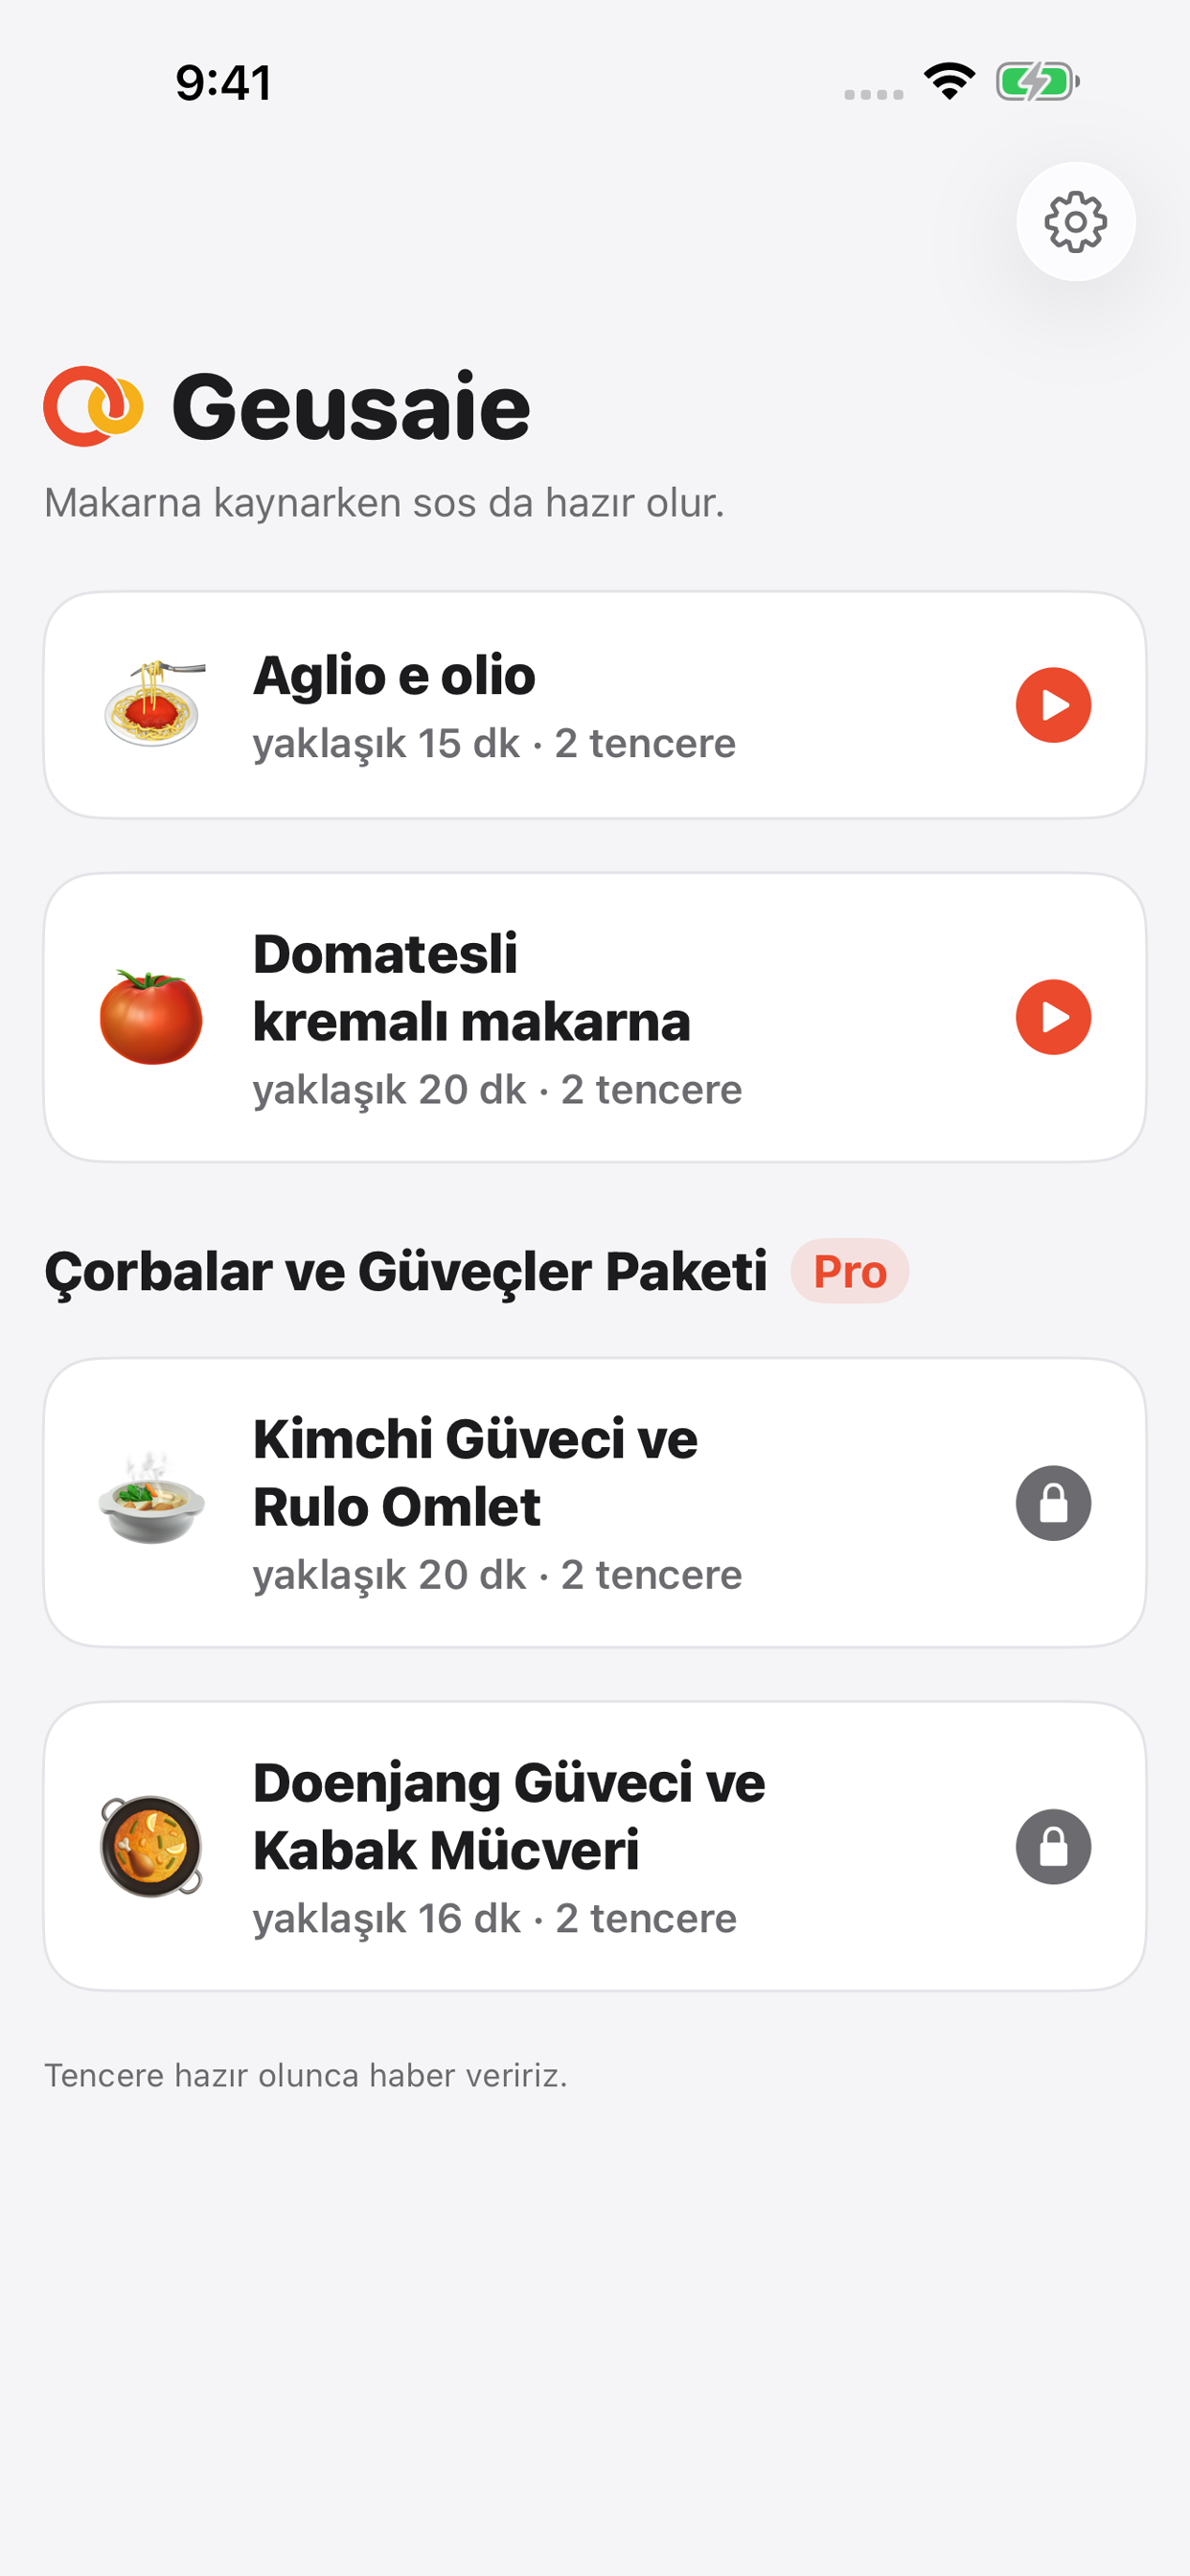 9:41
Geusaie
Makarna kaynarken sos da hazır olur.
Aglio e olio
yaklaşık 15 dk · 2 tencere
Domatesli
kremalı makarna
yaklaşık 20 dk · 2 tencere
Çorbalar ve Güveçler Paketi Pro
Kimchi Güveci ve
Rulo Omlet
yaklaşık 20 dk · 2 tencere
Doenjang Güveci ve
Kabak Mücveri
yaklaşık 16 dk · 2 tencere
Tencere hazır olunca haber veririz.